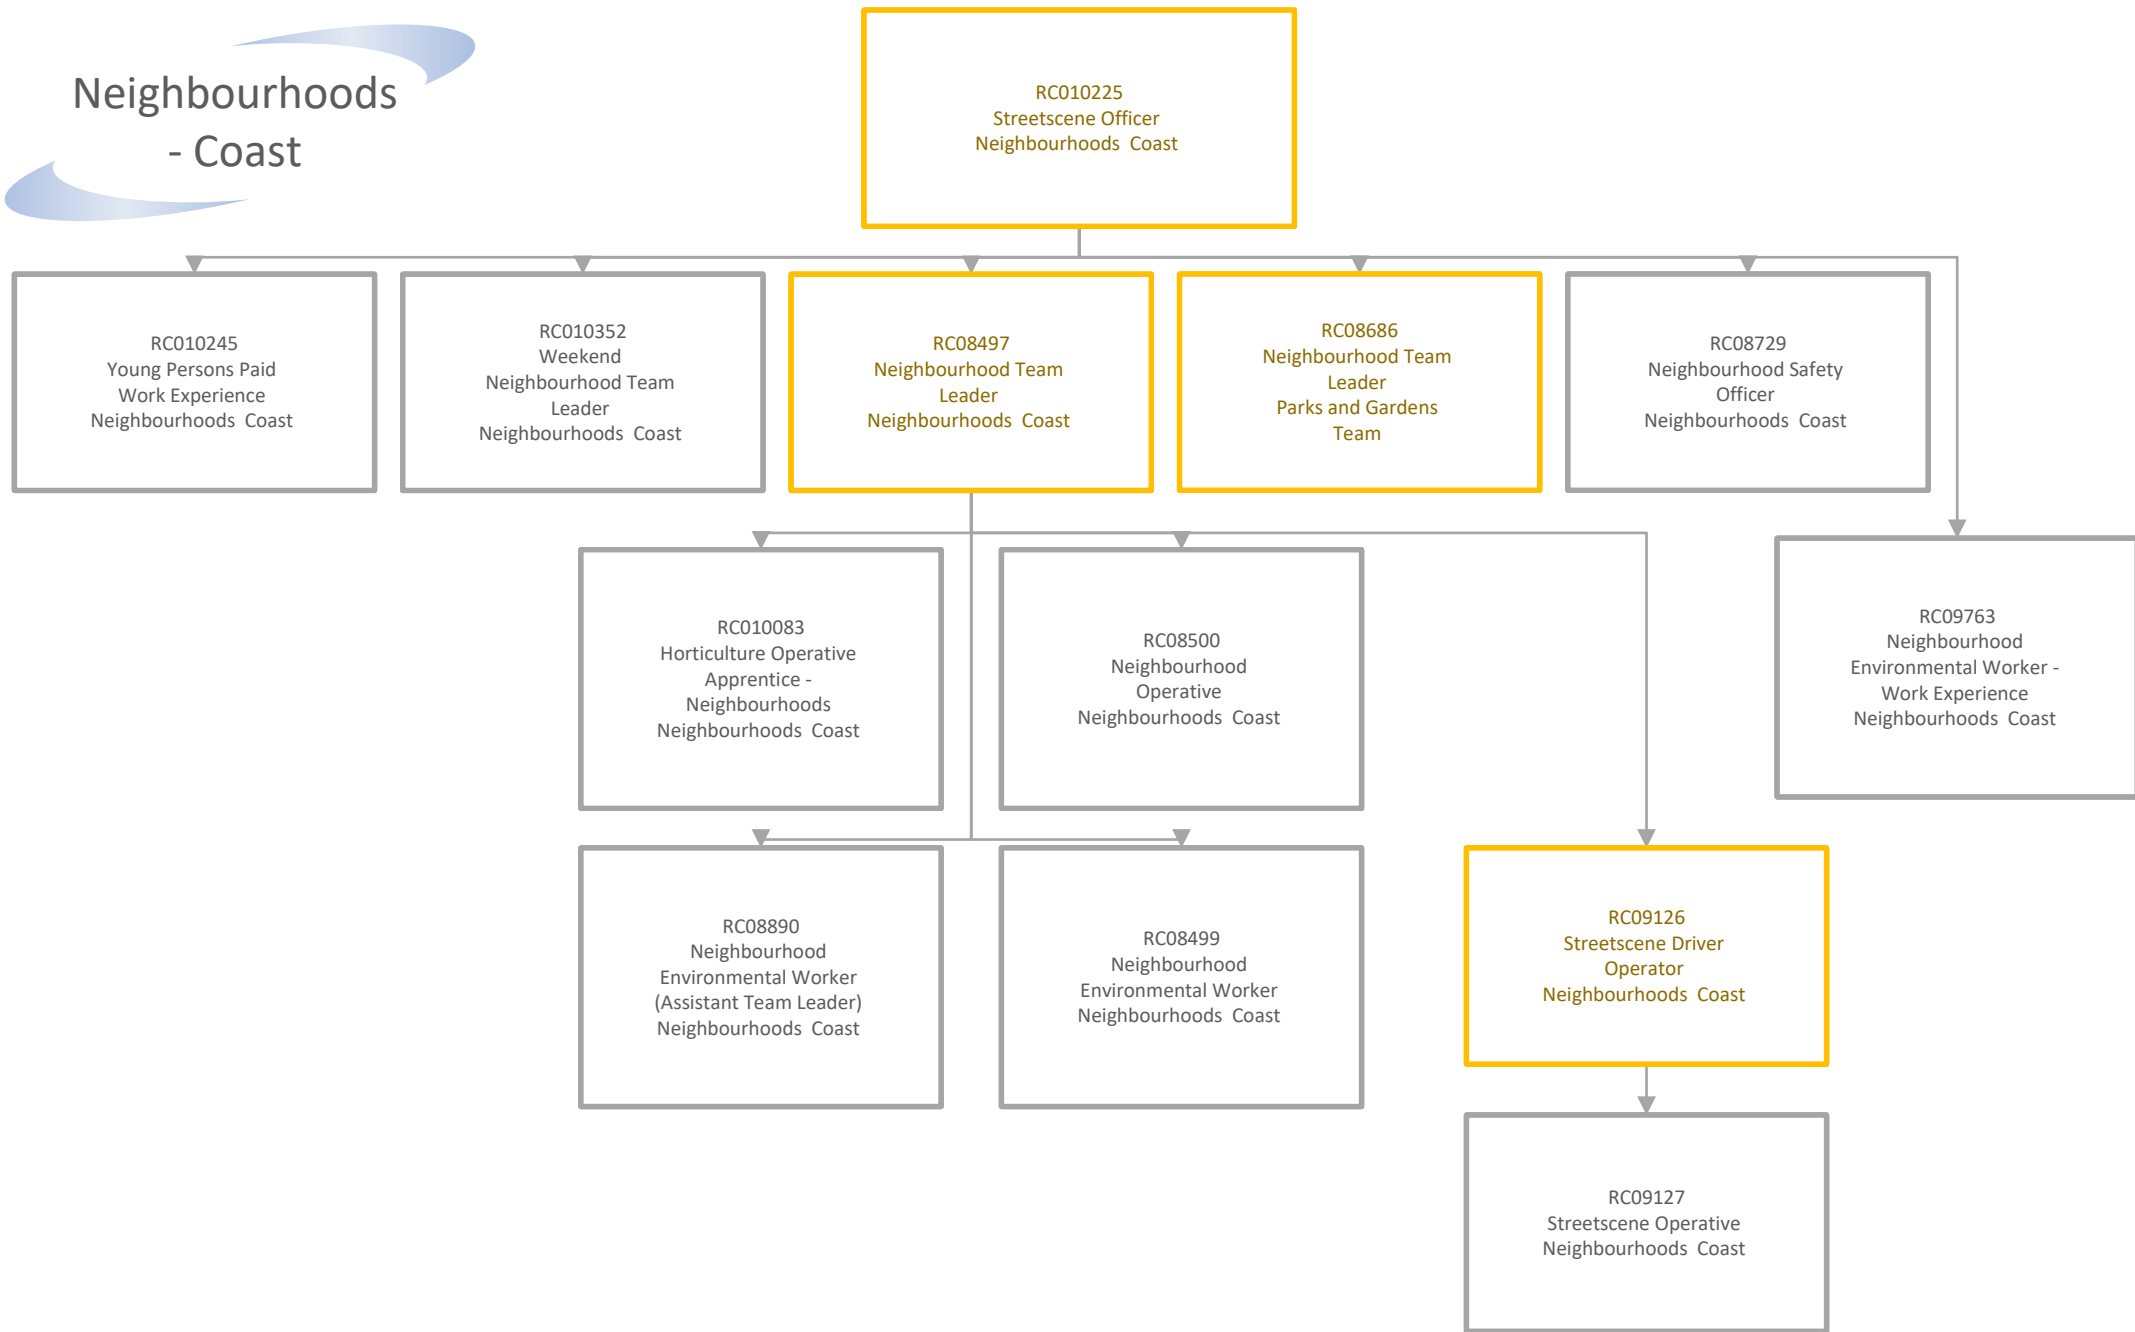 Neighbourhoods
- Coast
RC010225
Streetscene Officer
Neighbourhoods Coast
RC010245
Young Persons Paid
Work Experience
Neighbourhoods Coast
RC010352
Weekend
Neighbourhood Team
Leader
Neighbourhoods Coast
RC08497
Neighbourhood Team
Leader
Neighbourhoods Coast
RC08686
Neighbourhood Team
Leader
Parks and Gardens
Team
RC08729
Neighbourhood Safety
Officer
Neighbourhoods Coast
RC010083
Horticulture Operative
Apprentice -
Neighbourhoods
Neighbourhoods Coast
RC08500
Neighbourhood
Operative
Neighbourhoods Coast
RC09763
Neighbourhood
Environmental Worker -
Work Experience
Neighbourhoods Coast
RC08890
Neighbourhood
Environmental Worker
(Assistant Team Leader)
Neighbourhoods Coast
RC08499
Neighbourhood
Environmental Worker
Neighbourhoods Coast
RC09126
Streetscene Driver
Operator
Neighbourhoods Coast
RC09127
Streetscene Operative
Neighbourhoods Coast